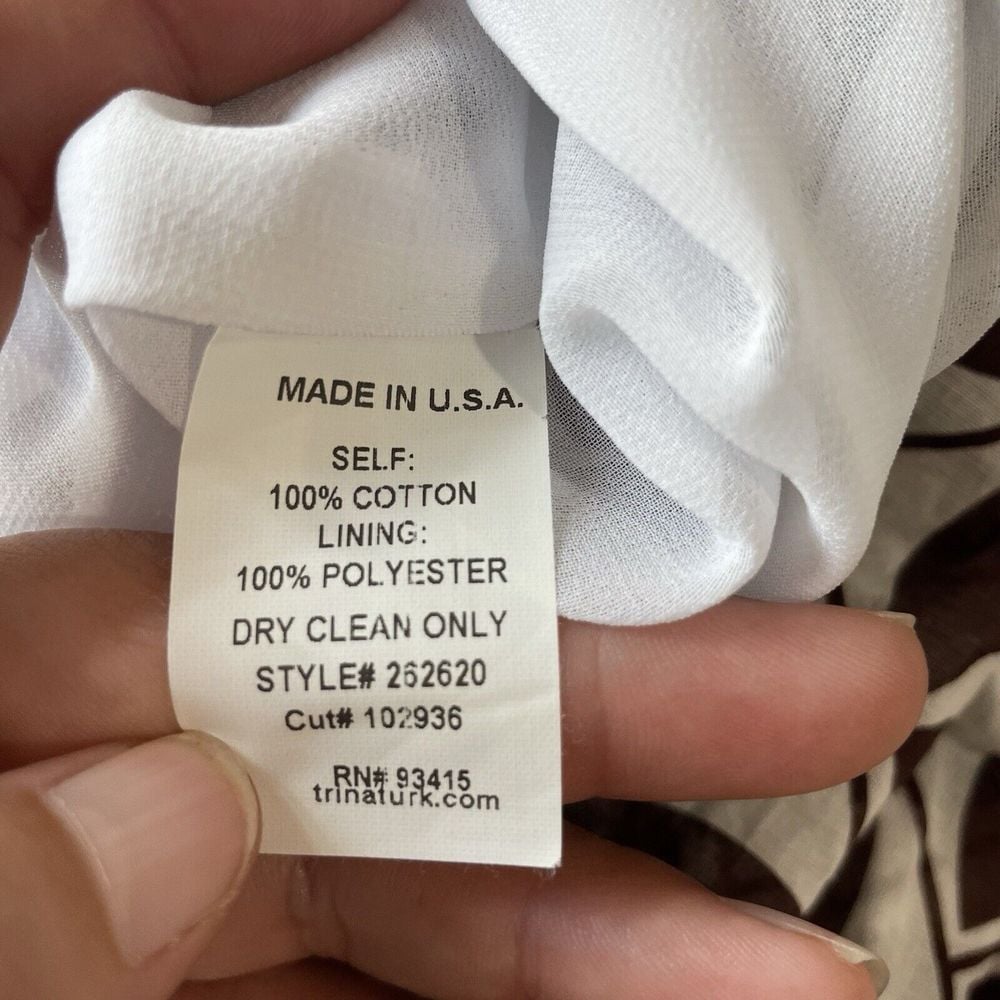 MADE IN U.S.A.
SELF:
100% COTTON
LINING:
100% POLYESTER
DRY CLEAN ONLY
STYLE# 262620
Cut# 102936
RN# 93415
trinaturk.com